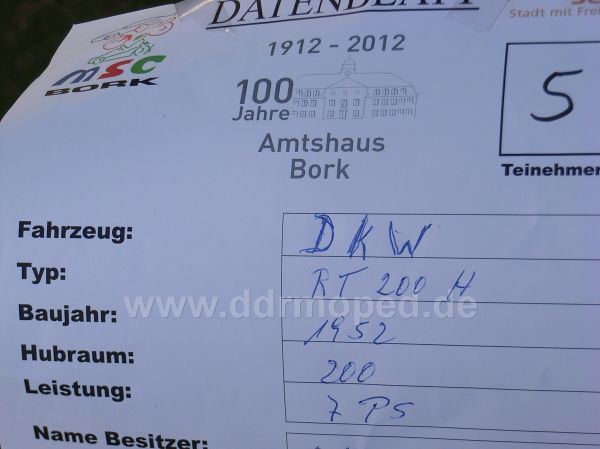 DATENBLATT
Stadt mit
1912 - 2012
MSC
BORK
100
Jahre
5
Amtshaus
Bork
Teinehmer
Fahrzeug: DKW
Typ: RT 200 H
www.ddrmoped.de
Baujahr: 1952
Hubraum: 200
Leistung: 7 PS
Name Besitzer: